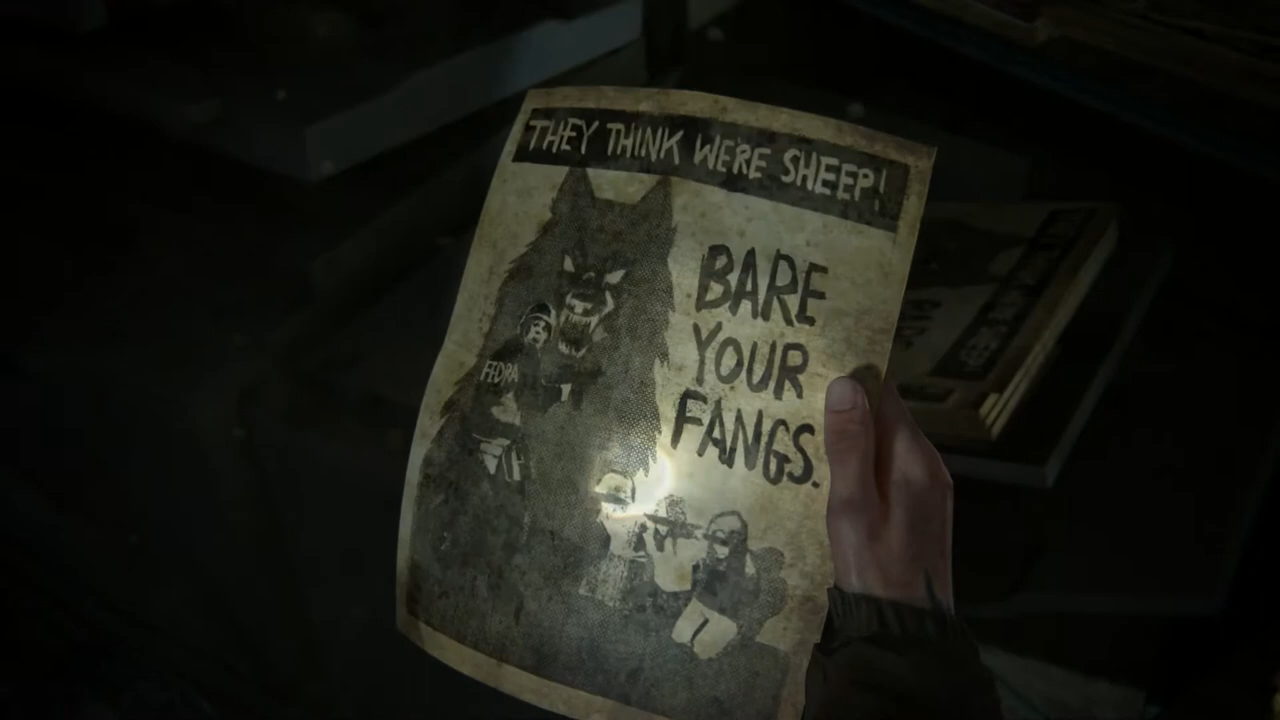 THEY THINK WE'RE SHEEP!
BARE
YOUR
FANGS.
FEDRA